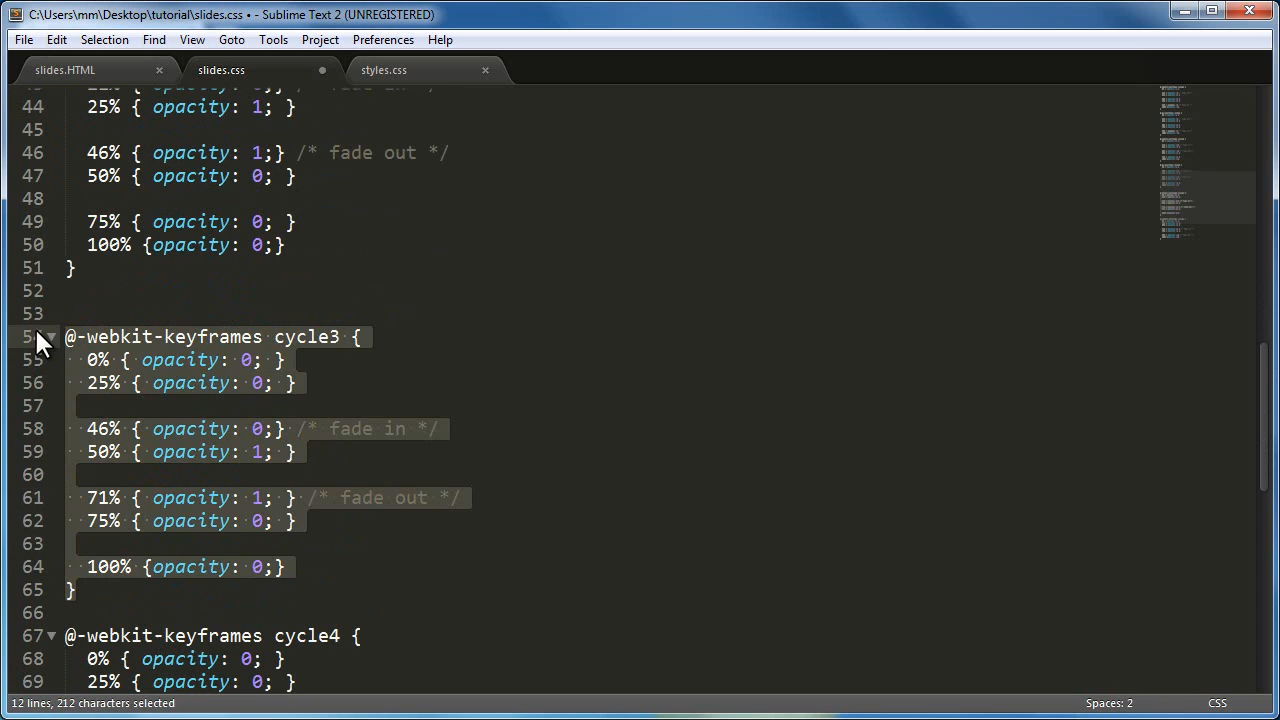 C:\Users\mm\Desktop\tutorial\slides.css • - Sublime Text 2 (UNREGISTERED)
File Edit Selection Find View Goto Tools Project Preferences Help
slides.HTML × slides.css styles.css ×
44 25% { opacity: 1; }
45
46 46% { opacity: 1;} /* fade out */
47 50% { opacity: 0; }
48
49 75% { opacity: 0; }
50 100% {opacity: 0;}
51 }
52
53
@-webkit-keyframes cycle3 {
55 0% { opacity: 0; }
56 25% { opacity: 0; }
57
58 46% { opacity: 0;} /* fade in */
59 50% { opacity: 1; }
60
61 71% { opacity: 1; } /* fade out */
62 75% { opacity: 0; }
63
64 100% {opacity: 0;}
65 }
66
67 @-webkit-keyframes cycle4 {
68 0% { opacity: 0; }
69 25% { opacity: 0; }
12 lines, 212 characters selected Spaces: 2 CSS